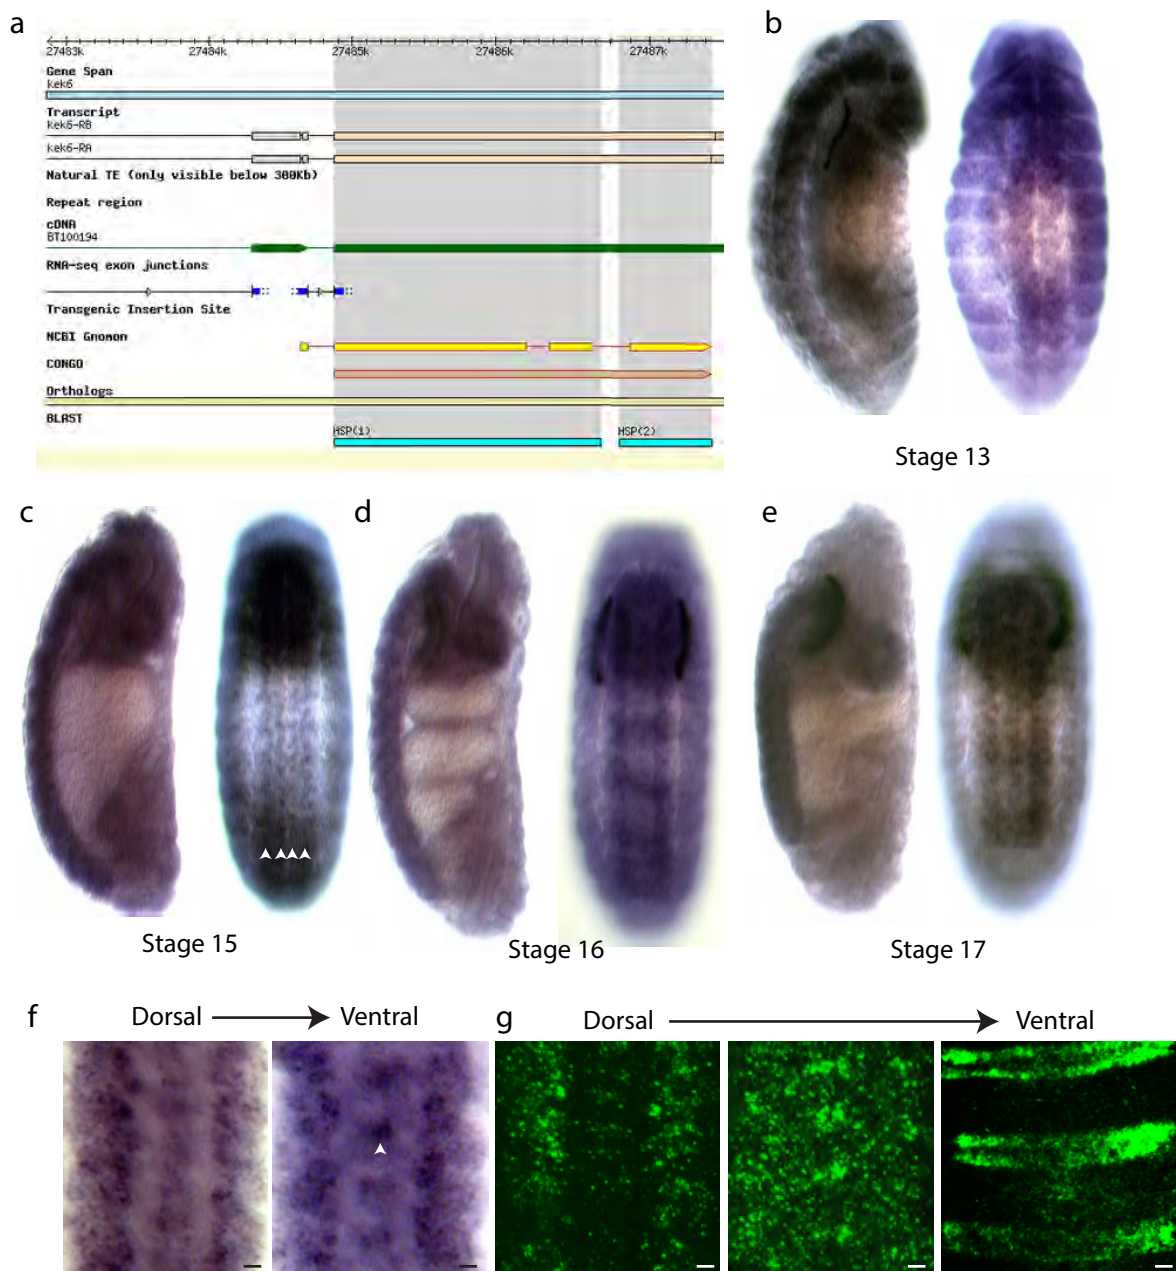 a
27483k 27484k 27485k 27486k 27487k
Gene Span
kek6
Transcript
kek6-RB
kek6-RA
Natural TE (only visible below 300Kb)
Repeat region
cDNA
BT100194
RNA-seq exon junctions
Transgenic Insertion Site
NCBI Gnomon
CONGO
Orthologs
BLAST
HSP(1) HSP(2)
b
Stage 13
c
Stage 15
d
Stage 16
e
Stage 17
f
Dorsal Ventral
g
Dorsal Ventral